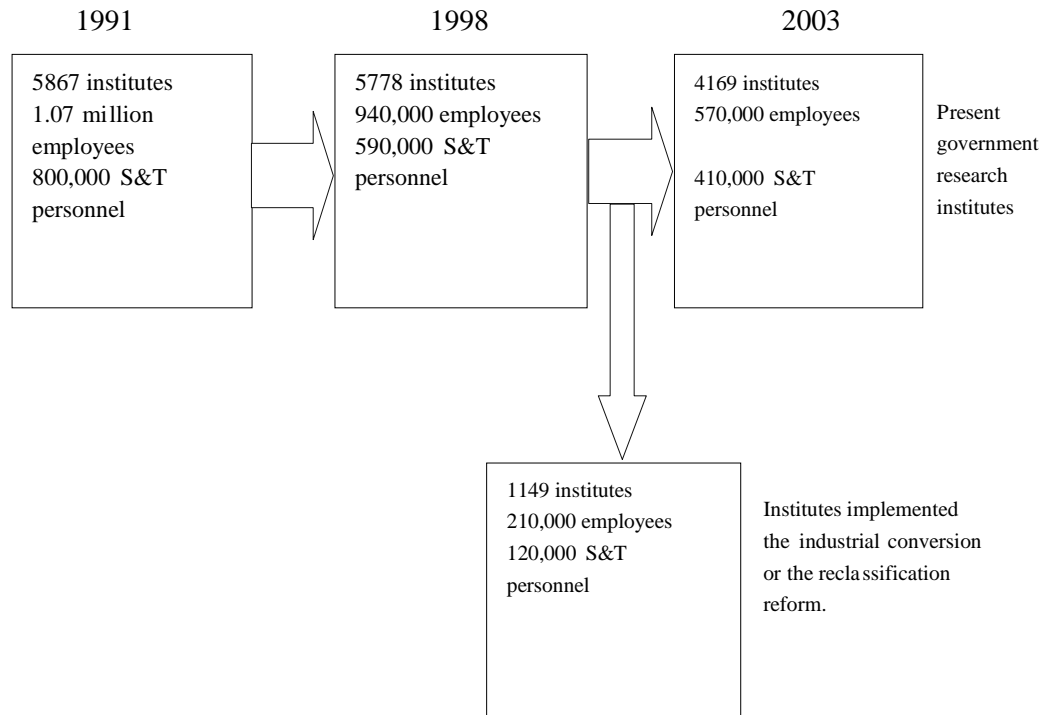 1991
1998
2003
5867 institutes
1.07 million
employees
800,000 S&T
personnel
5778 institutes
940,000 employees
590,000 S&T
personnel
4169 institutes
570,000 employees
410,000 S&T
personnel
Present
government
research
institutes
1149 institutes
210,000 employees
120,000 S&T
personnel
Institutes implemented
the industrial conversion
or the reclassification
reform.